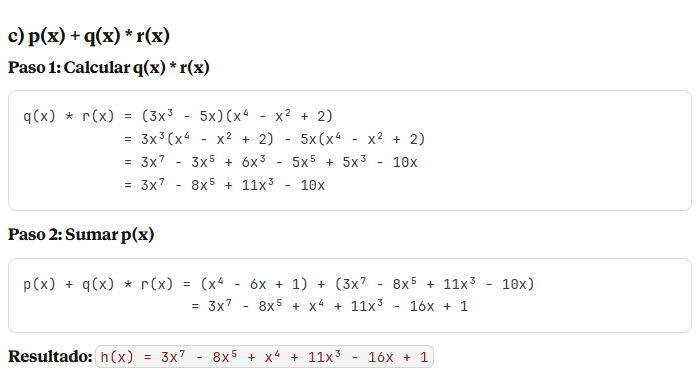 c) p(x) + q(x) * r(x)
Paso 1: Calcular q(x) * r(x)
q(x) * r(x) = (3x³ - 5x)(x⁴ - x² + 2)
= 3x³(x⁴ - x² + 2) - 5x(x⁴ - x² + 2)
= 3x⁷ - 3x⁵ + 6x³ - 5x⁵ + 5x³ - 10x
= 3x⁷ - 8x⁵ + 11x³ - 10x
Paso 2: Sumar p(x)
p(x) + q(x) * r(x) = (x⁴ - 6x + 1) + (3x⁷ - 8x⁵ + 11x³ - 10x)
= 3x⁷ - 8x⁵ + x⁴ + 11x³ - 16x + 1
Resultado: h(x) = 3x⁷ - 8x⁵ + x⁴ + 11x³ - 16x + 1